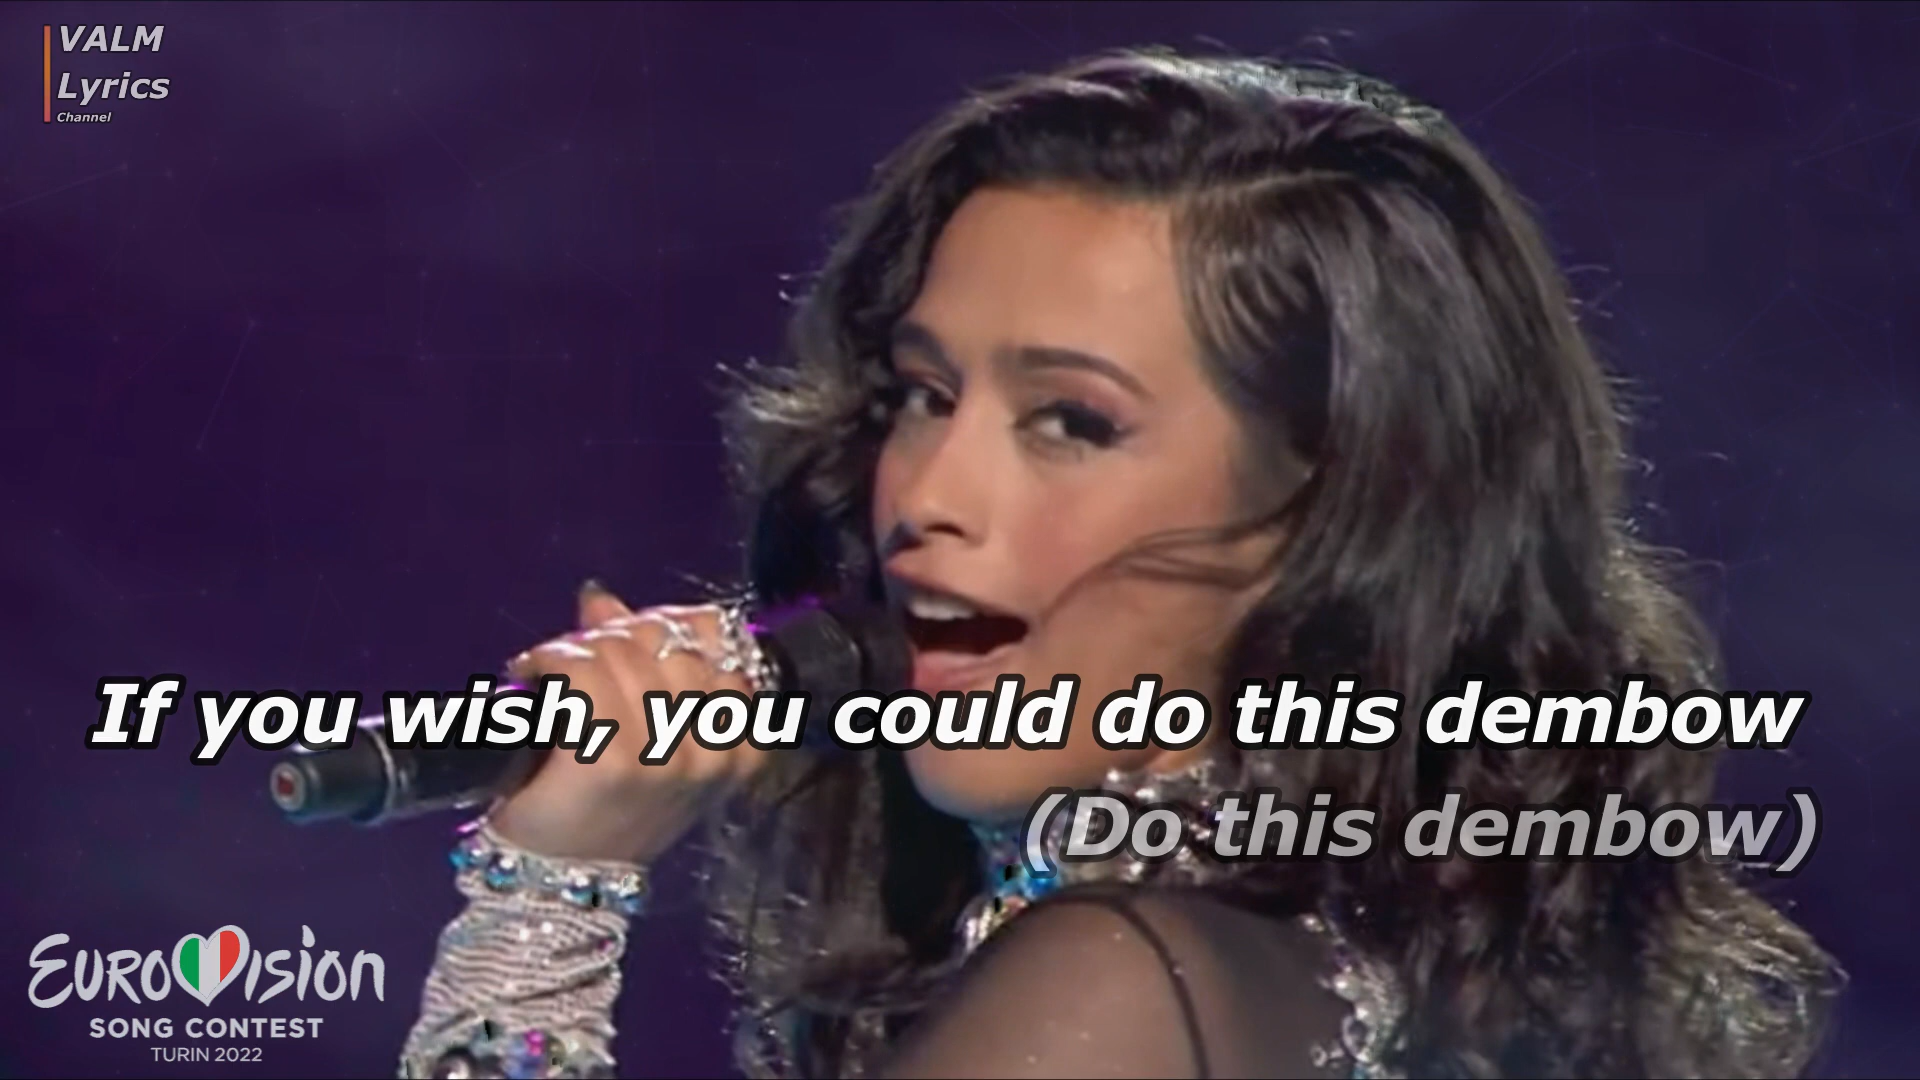 VALM
Lyrics
Channel
If you wish, you could do this dembow
(Do this dembow)
EUROVISION
SONG CONTEST
TURIN 2022